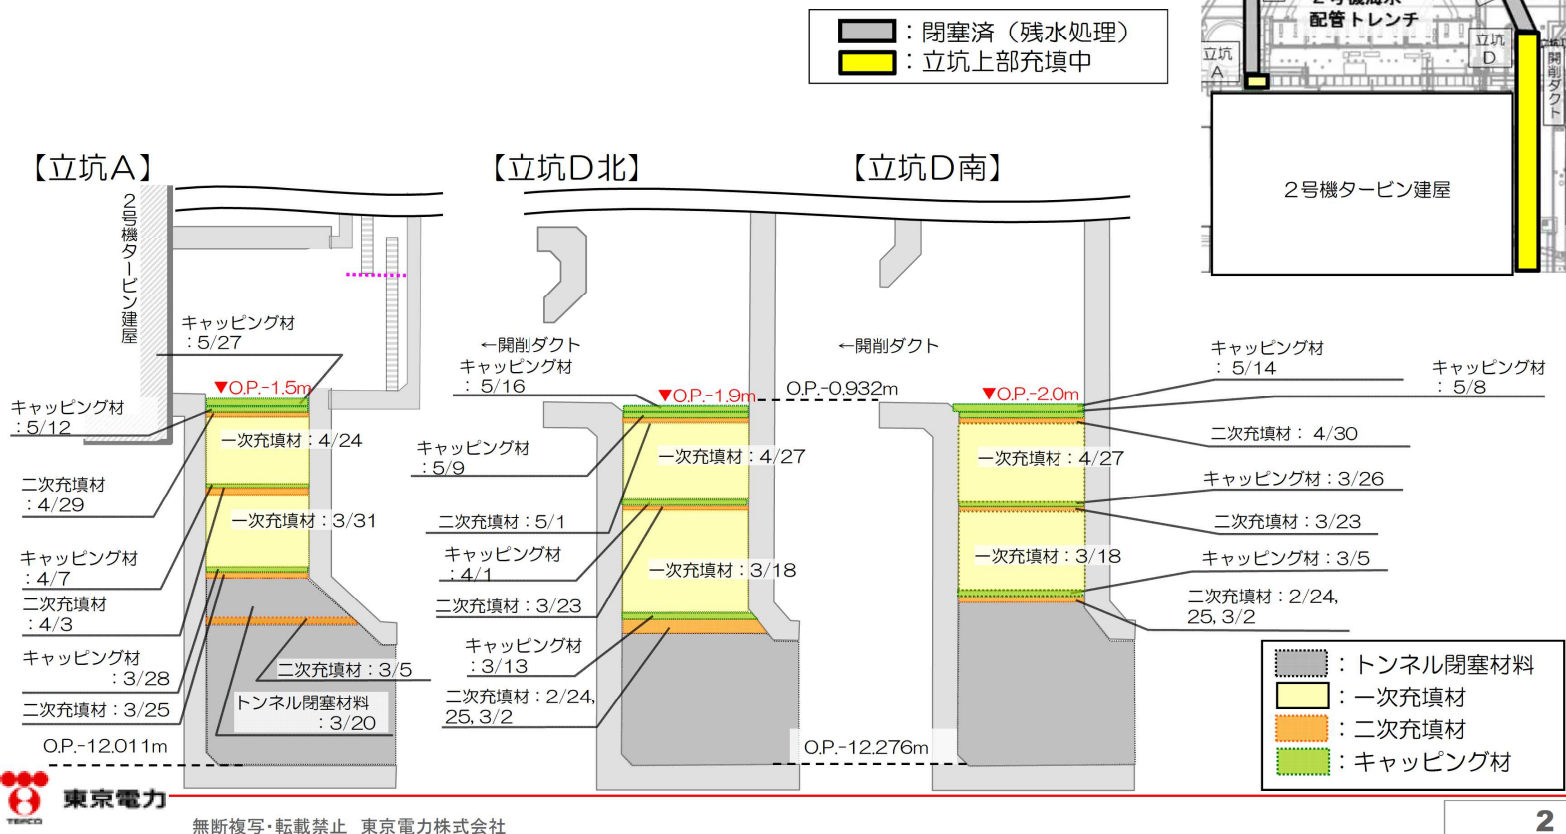 ：閉塞済（残水処理）
：立坑上部充填中
配管トレンチ
立坑
A
立坑
D
開削ダクト
2号機タービン建屋
【立坑A】
【立坑D北】
【立坑D南】
2号機タービン建屋
キャッピング材
：5/27
▼O.P.-1.5m
キャッピング材
：5/12
一次充填材：4/24
二次充填材
：4/29
一次充填材：3/31
キャッピング材
：4/7
二次充填材
：4/3
キャッピング材
：3/28
二次充填材：3/25
二次充填材：3/5
トンネル閉塞材料
：3/20
O.P.-12.011m
←開削ダクト
キャッピング材
：5/16
▼O.P.-1.9m
O.P.-0.932m
キャッピング材
：5/9
一次充填材：4/27
二次充填材：5/1
キャッピング材
：4/1
一次充填材：3/18
二次充填材：3/23
キャッピング材
：3/13
二次充填材：2/24,
25, 3/2
O.P.-12.276m
←開削ダクト
▼O.P.-2.0m
キャッピング材
：5/14
キャッピング材
：5/8
二次充填材： 4/30
一次充填材：4/27
キャッピング材：3/26
二次充填材：3/23
一次充填材：3/18
キャッピング材：3/5
二次充填材：2/24,
25, 3/2
：トンネル閉塞材料
：一次充填材
：二次充填材
：キャッピング材
TEPCO
東京電力
無断複写・転載禁止 東京電力株式会社
2